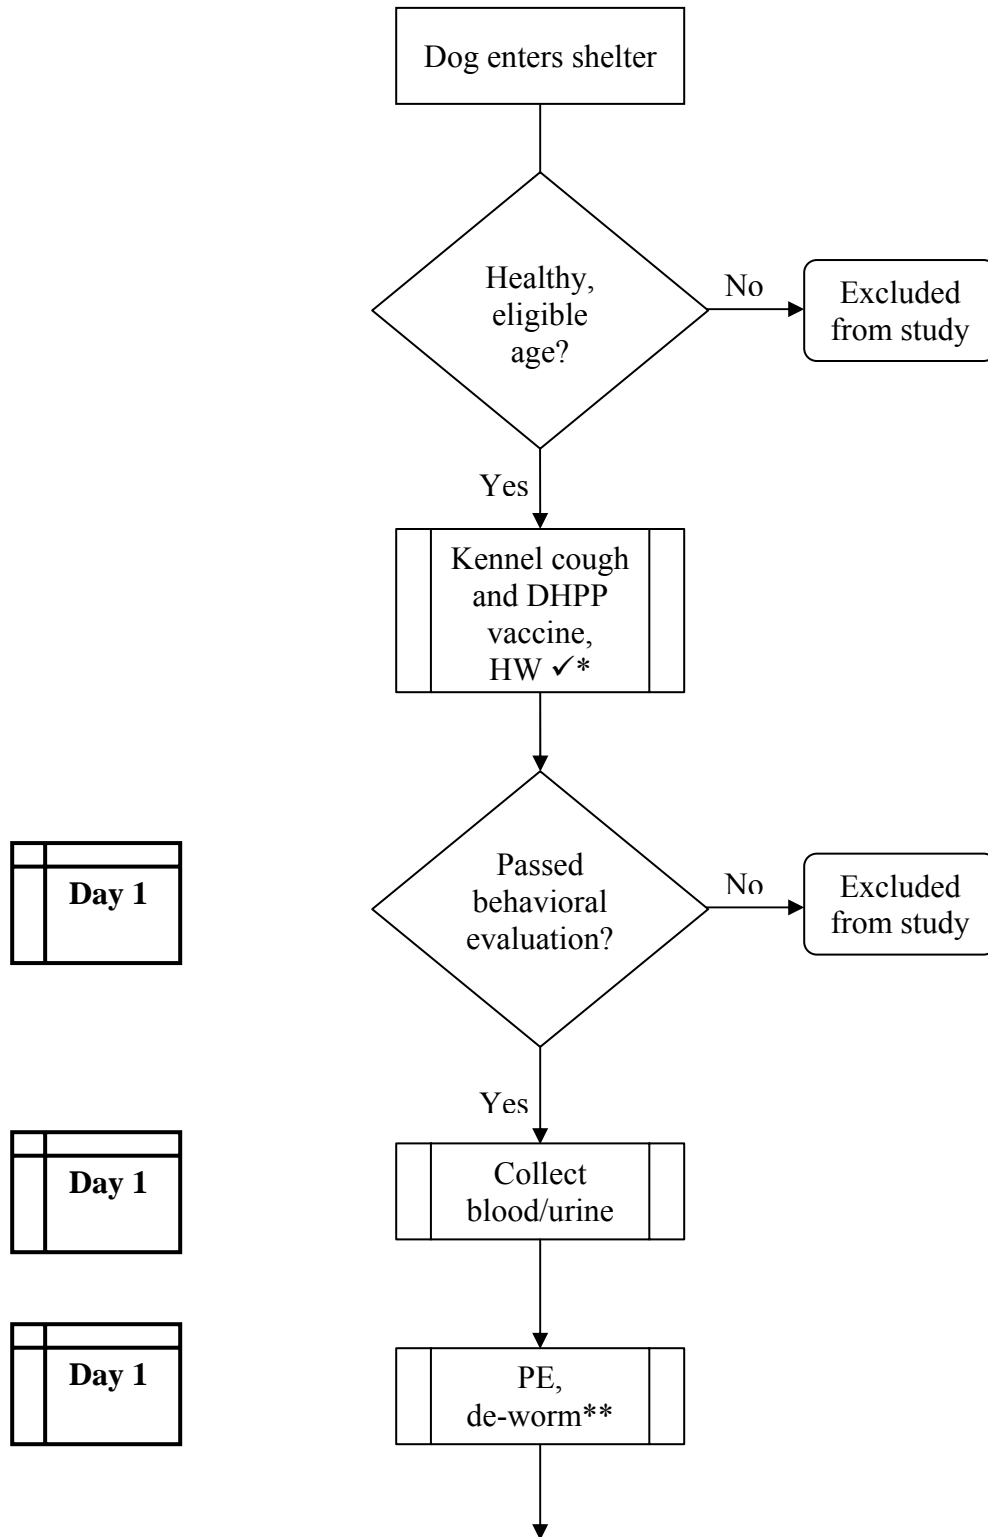 Dog enters shelter
Healthy,
eligible
age?
No
Excluded
from study
Yes
Kennel cough
and DHPP
vaccine,
HW ✓*
Day 1
Passed
behavioral
evaluation?
No
Excluded
from study
Yes
Day 1
Collect
blood/urine
Day 1
PE,
de-worm**